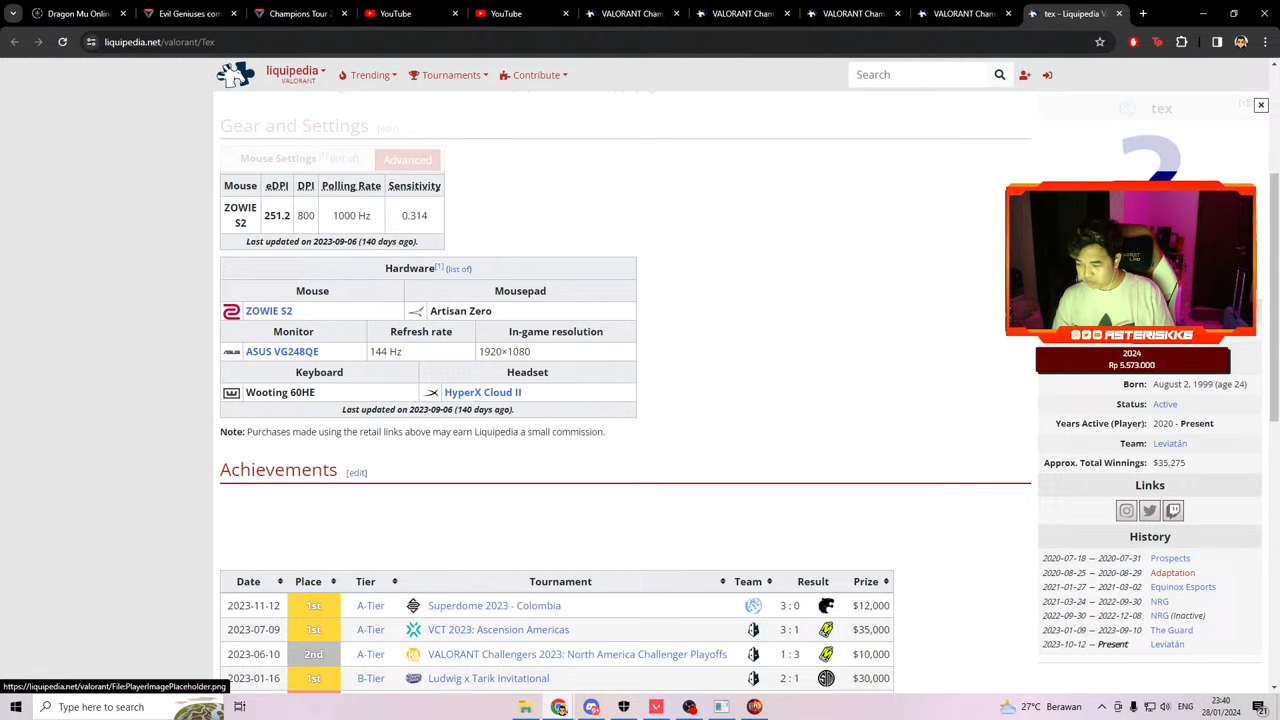 Dragon Mu Online
Evil Geniuses com
Champions Tour 2
YouTube
YouTube
VALORANT Cham
VALORANT Cham
VALORANT Cham
VALORANT Cham
tex - Liquipedia V
liquipedia.net/valorant/Tex
liquipedia
VALORANT
Trending
Tournaments
Contribute
Search
Gear and Settings [edit]
Mouse Settings [1] (list of)
Advanced
Mouse eDPI DPI Polling Rate Sensitivity
ZOWIE S2 251.2 800 1000 Hz 0.314
Last updated on 2023-09-06 (140 days ago).
Hardware[1] (list of)
Mouse Mousepad
ZOWIE S2 Artisan Zero
Monitor Refresh rate In-game resolution
ASUS VG248QE 144 Hz 1920×1080
Keyboard Headset
Wooting 60HE HyperX Cloud II
Last updated on 2023-09-06 (140 days ago).
Note: Purchases made using the retail links above may earn Liquipedia a small commission.
Achievements [edit]
Date Place Tier Tournament Team Result Prize
2023-11-12 1st A-Tier Superdome 2023 - Colombia 3 : 0 $12,000
2023-07-09 1st A-Tier VCT 2023: Ascension Americas 3 : 1 $35,000
2023-06-10 2nd A-Tier VALORANT Challengers 2023: North America Challenger Playoffs 1 : 3 $10,000
2023-01-16 1st B-Tier Ludwig x Tarik Invitational 2 : 1 $30,000
tex
ASTERISKKE
2024
Rp 5.573.000
Born: August 2, 1999 (age 24)
Status: Active
Years Active (Player): 2020 - Present
Team: Leviatán
Approx. Total Winnings: $35,275
Links
History
2020-07-18 — 2020-07-31 Prospects
2020-08-25 — 2020-08-29 Adaptation
2021-01-27 — 2021-03-02 Equinox Esports
2021-03-24 — 2022-09-30 NRG
2022-09-30 — 2022-12-08 NRG (Inactive)
2023-01-09 — 2023-09-10 The Guard
2023-10-12 — Present Leviatán
https://liquipedia.net/valorant/File:PlayerImagePlaceholder.png
Type here to search
27°C Berawan
ENG
23:40
28/01/2024